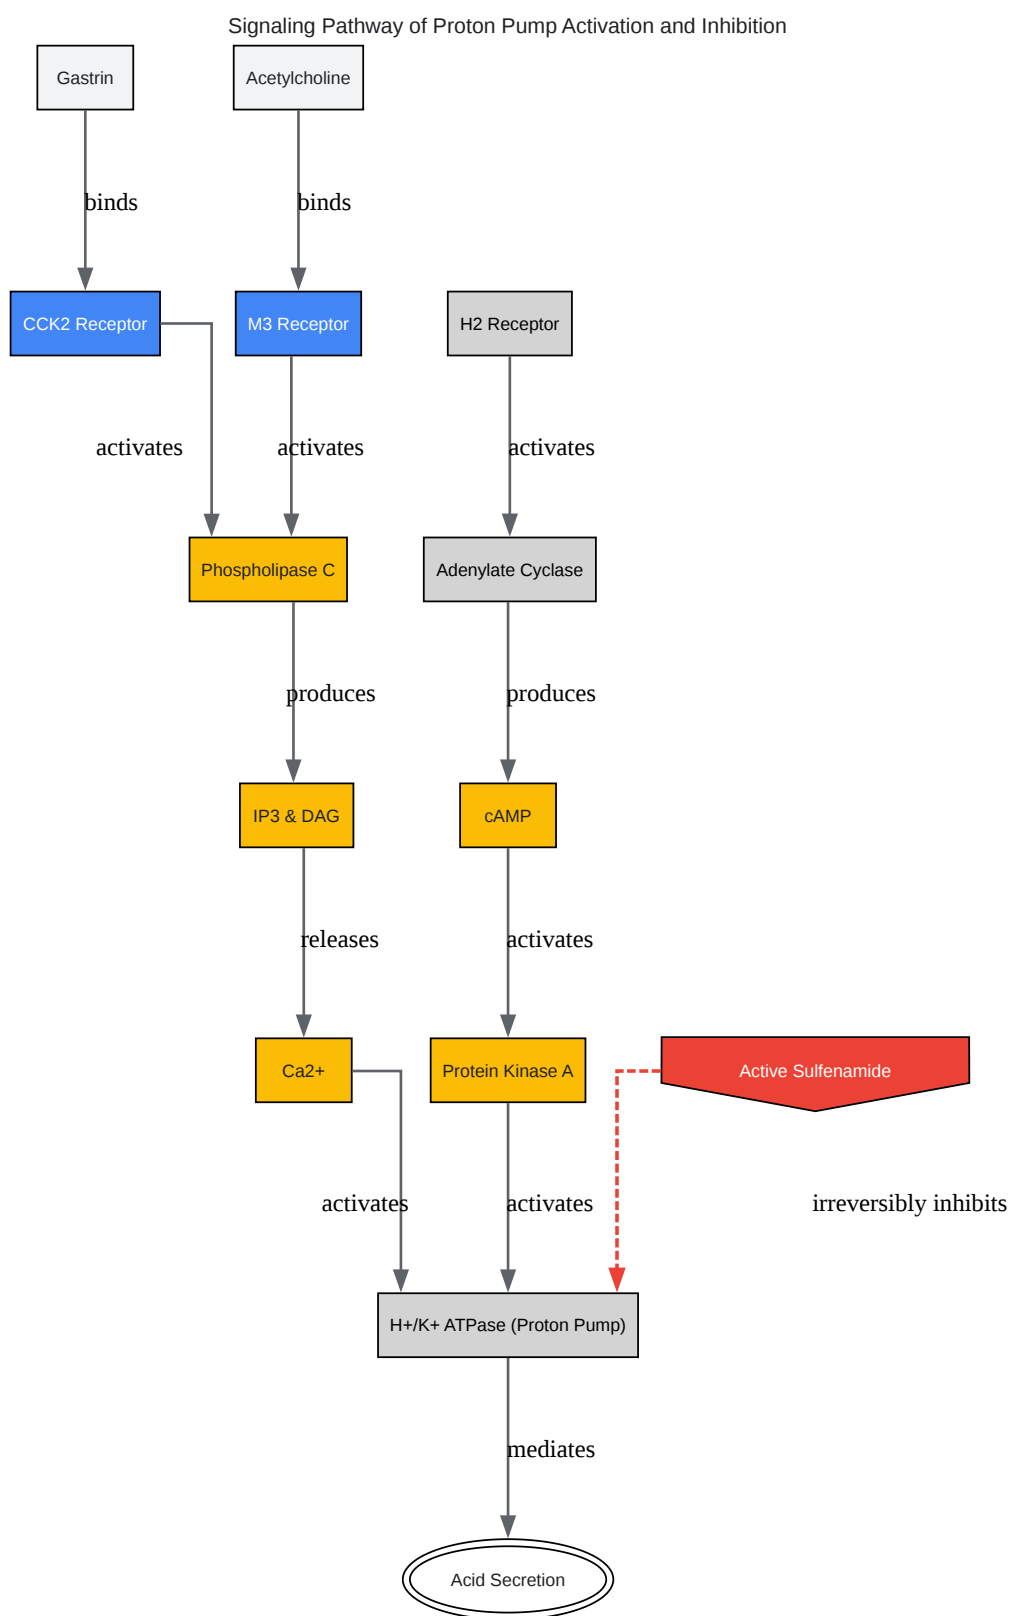 Signaling Pathway of Proton Pump Activation and Inhibition
Gastrin
Acetylcholine
binds
binds
CCK2 Receptor
M3 Receptor
H2 Receptor
activates
activates
activates
Phospholipase C
Adenylate Cyclase
produces
produces
IP3 & DAG
cAMP
releases
activates
Ca2+
Protein Kinase A
Active Sulfenamide
activates
activates
irreversibly inhibits
H+/K+ ATPase (Proton Pump)
mediates
Acid Secretion